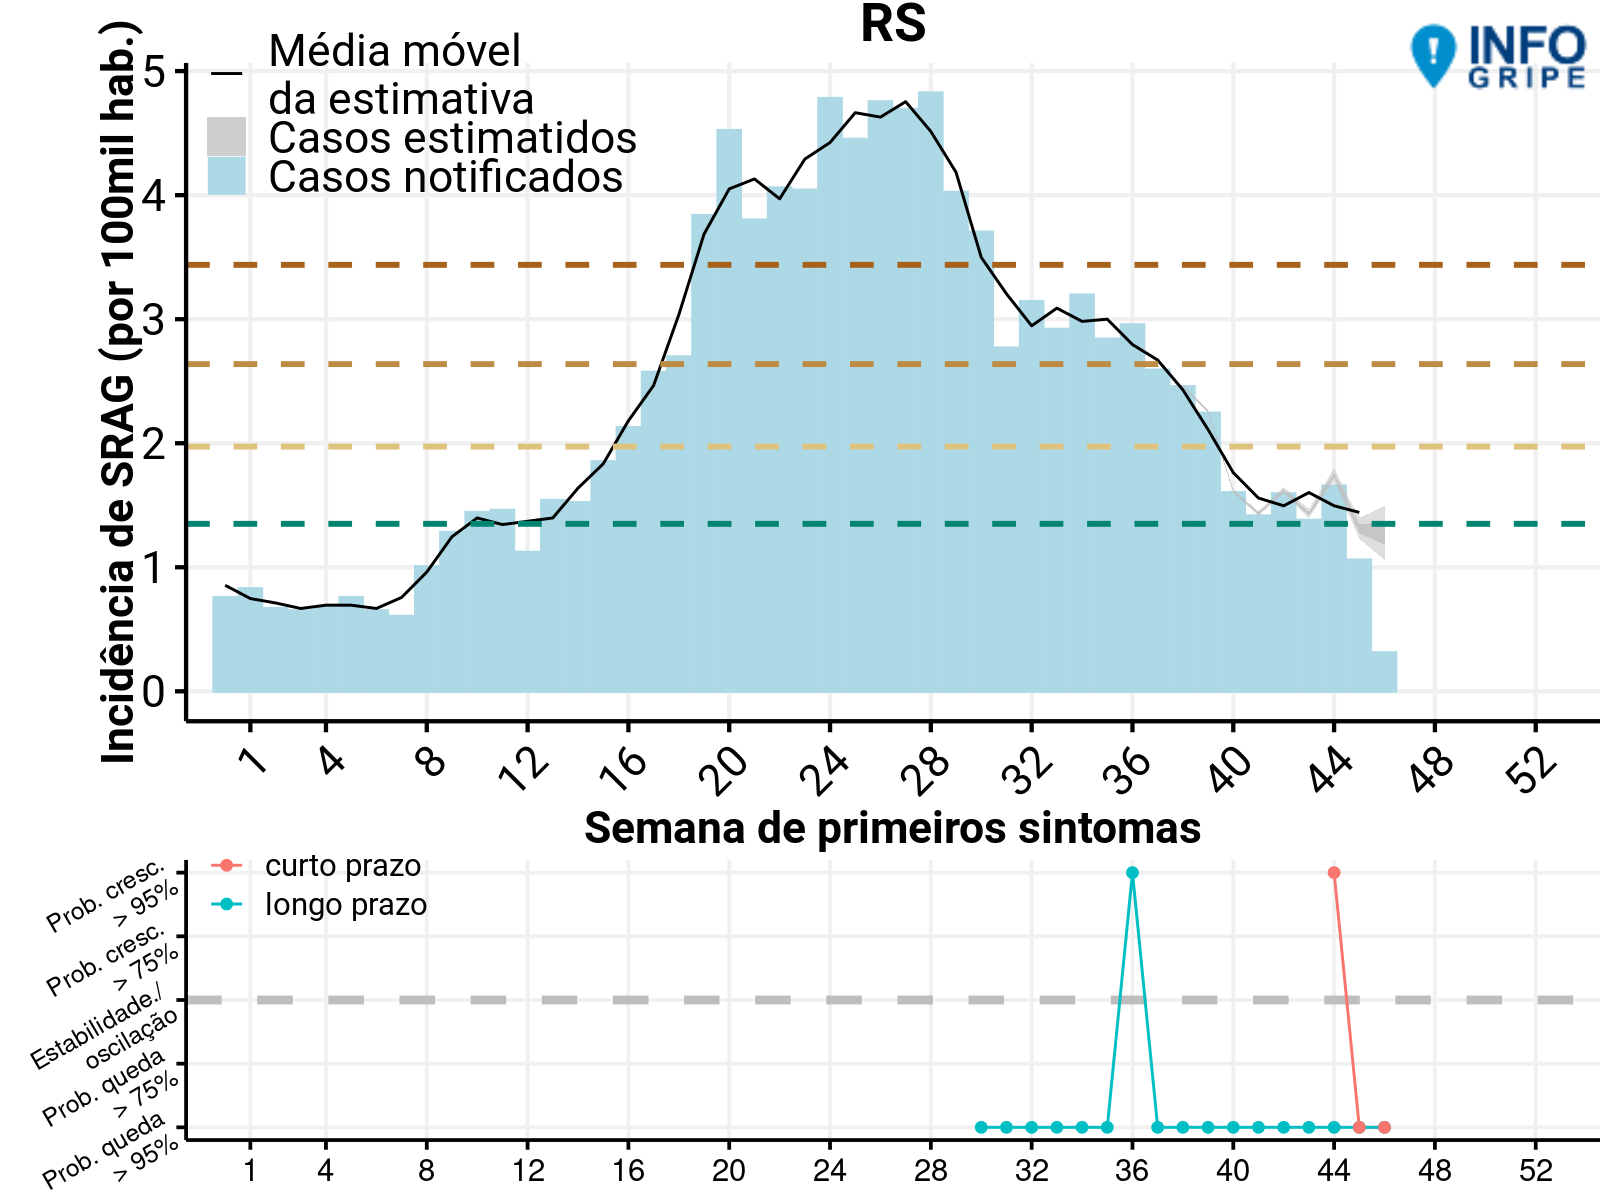 RS
INFO
GRIPE
Média móvel
da estimativa
Casos estimatidos
Casos notificados
Incidência de SRAG (por 100mil hab.)
5
4
3
2
1
0
1 4 8 12 16 20 24 28 32 36 40 44 48 52
Semana de primeiros sintomas
curto prazo
longo prazo
Prob. cresc.
> 95%
Prob. cresc.
> 75%
Estabilidade./
oscilação
Prob. queda
> 75%
Prob. queda
> 95%
1 4 8 12 16 20 24 28 32 36 40 44 48 52